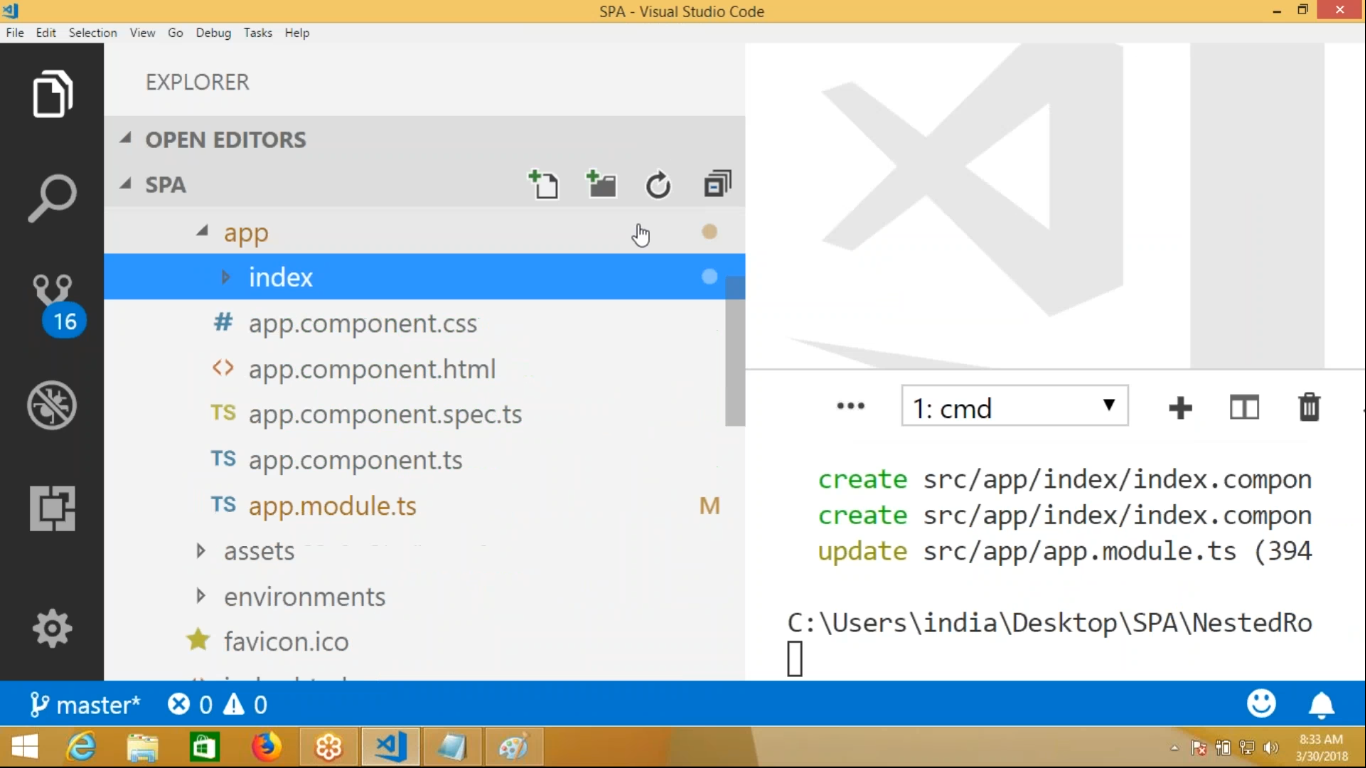 SPA - Visual Studio Code
File Edit Selection View Go Debug Tasks Help
EXPLORER
OPEN EDITORS
SPA
app
index
# app.component.css
<> app.component.html
TS app.component.spec.ts
TS app.component.ts
TS app.module.ts M
assets
environments
favicon.ico
16
1: cmd
create src/app/index/index.compon
create src/app/index/index.compon
update src/app/app.module.ts (394
C:\Users\india\Desktop\SPA\NestedRo
master* 0 0
8:33 AM
3/30/2018